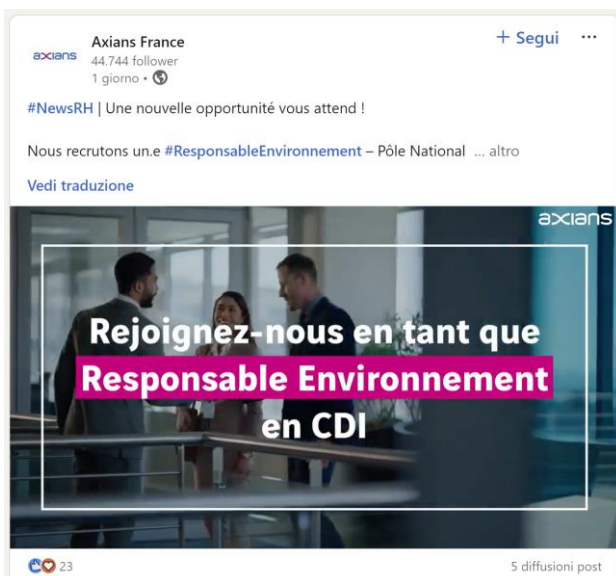 axians
Axians France
44.744 follower
1 giorno •
+ Segui ...
#NewsRH | Une nouvelle opportunité vous attend !
Nous recrutons un.e #ResponsableEnvironnement – Pôle National ... altro
Vedi traduzione
axians
Rejoignez-nous en tant que
Responsable Environnement
en CDI
23
5 diffusioni post